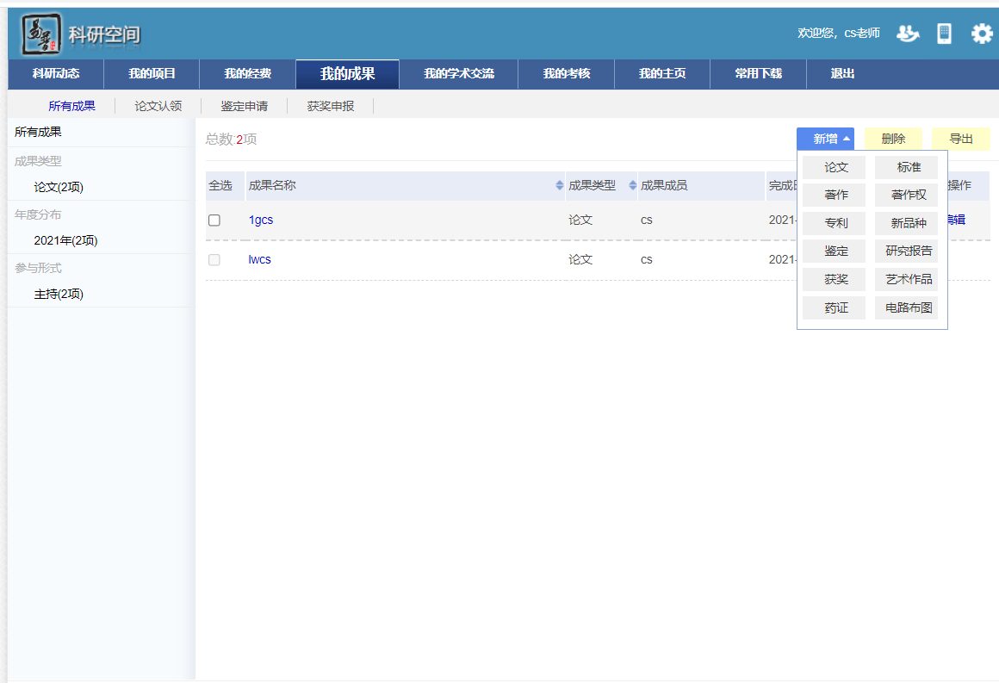 易普 科研空间
欢迎您，cs老师
科研动态 我的项目 我的经费 我的成果 我的学术交流 我的考核 我的主页 常用下载 退出
所有成果 论文认领 鉴定申请 获奖申报
所有成果
成果类型
论文(2项)
年度分布
2021年(2项)
参与形式
主持(2项)
总数:2项
新增 删除 导出
全选 成果名称 成果类型 成果成员 完成 操作
1gcs 论文 cs 2021- 编辑
lwcs 论文 cs 2021-
论文 标准
著作 著作权
专利 新品种
鉴定 研究报告
获奖 艺术作品
药证 电路布图